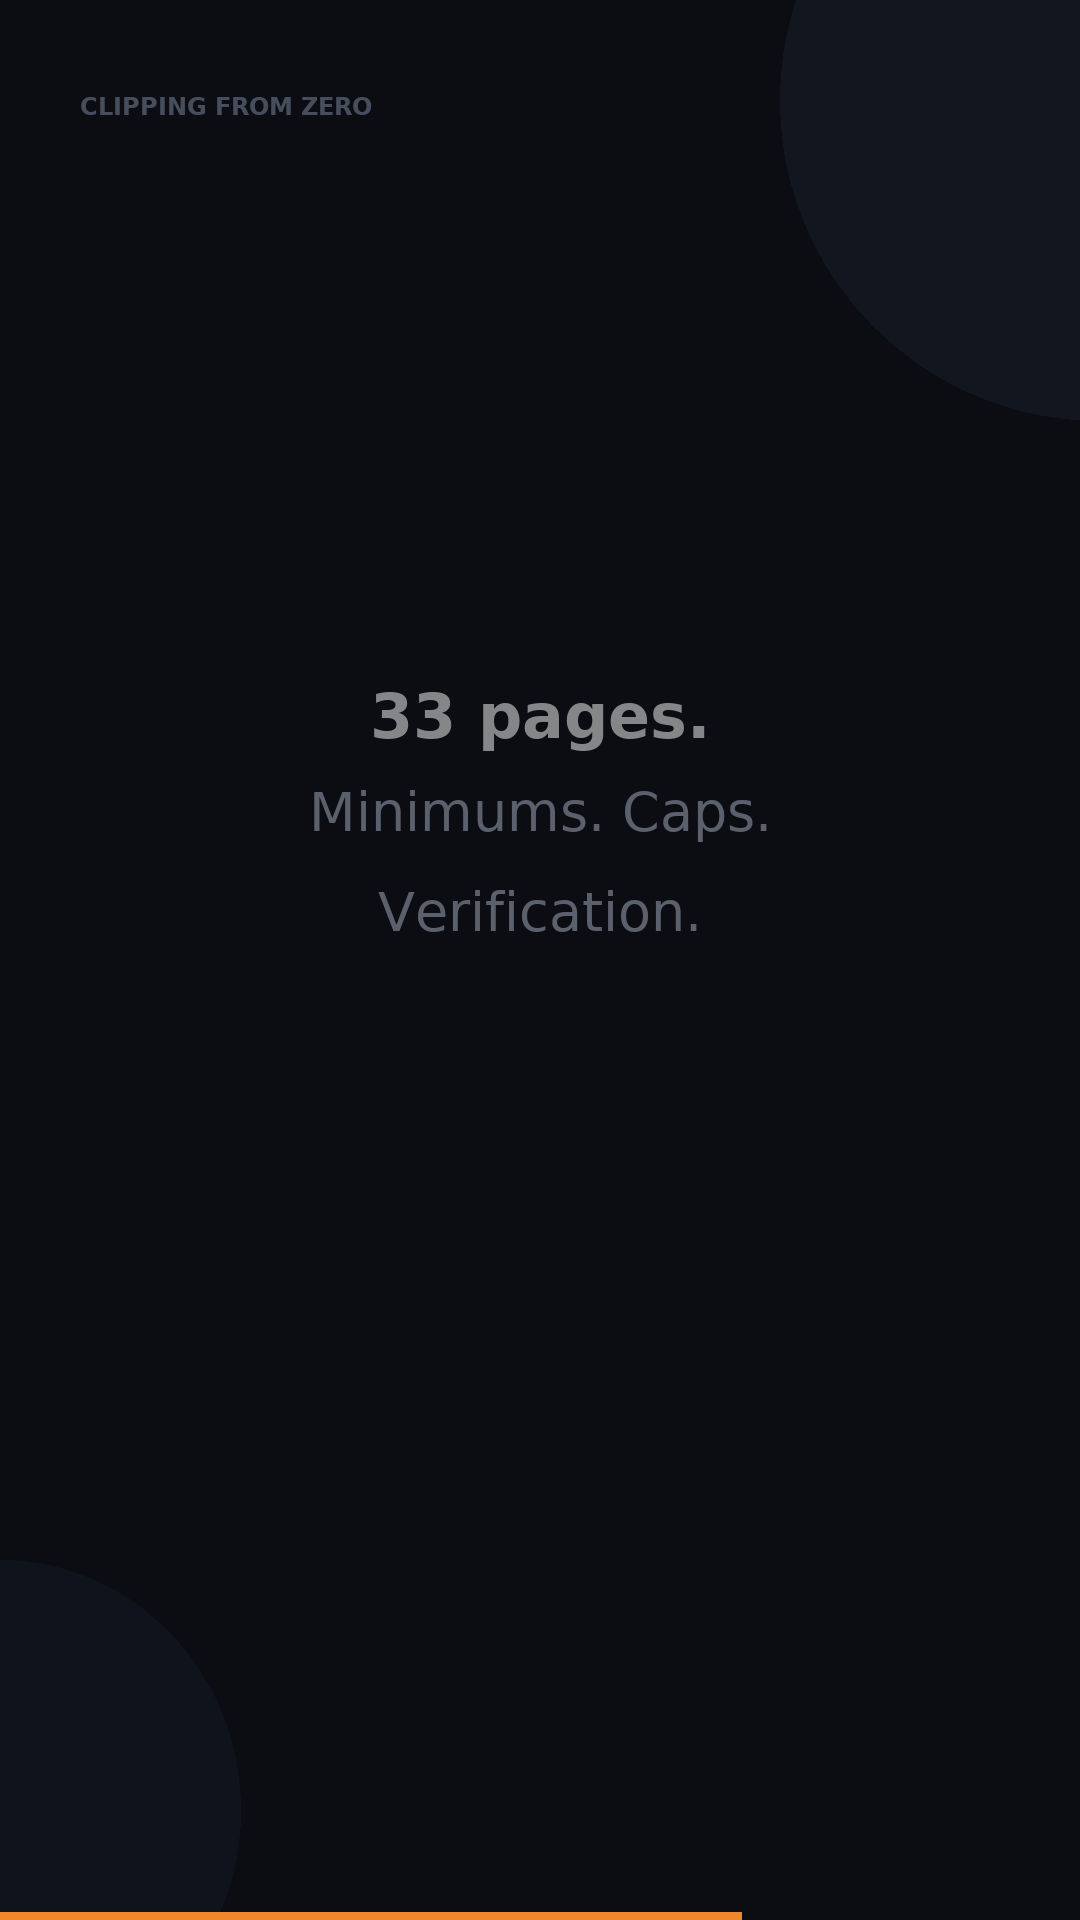 CLIPPING FROM ZERO
33 pages.
Minimums. Caps.
Verification.